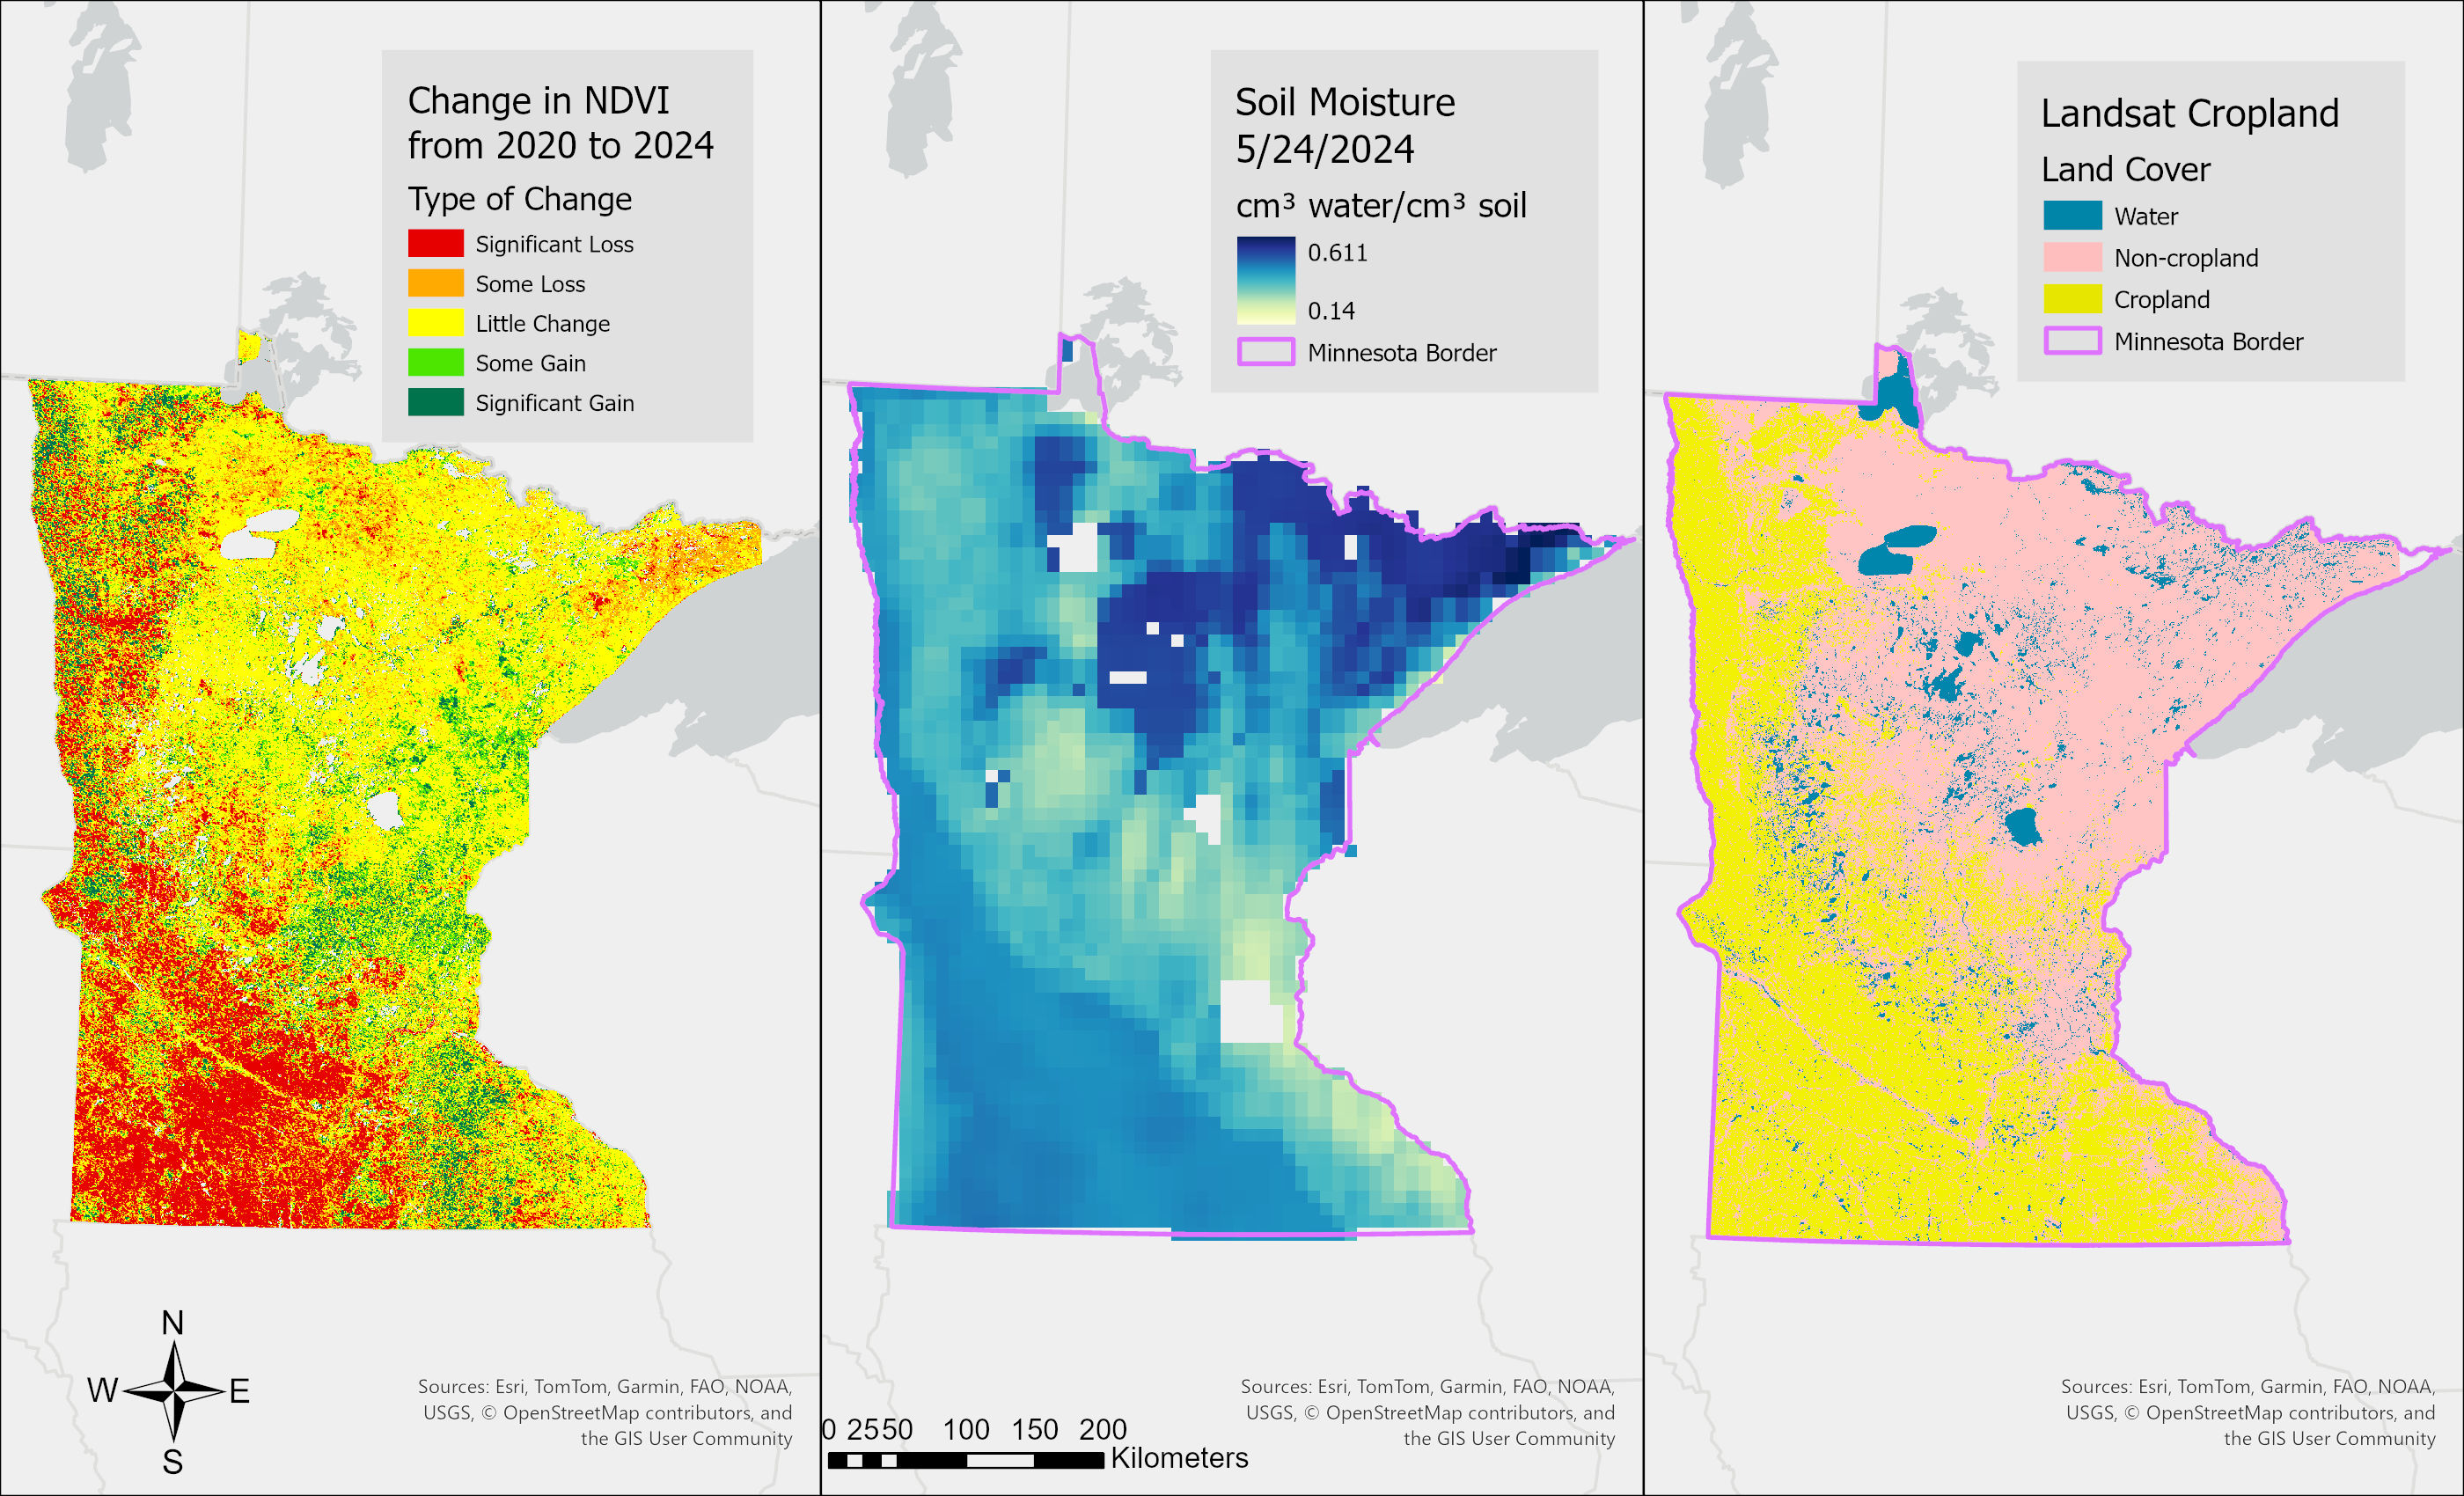 Change in NDVI
from 2020 to 2024
Type of Change
Significant Loss
Some Loss
Little Change
Some Gain
Significant Gain
N
W E
S
Sources: Esri, TomTom, Garmin, FAO, NOAA,
USGS, © OpenStreetMap contributors, and
the GIS User Community
Soil Moisture
5/24/2024
cm³ water/cm³ soil
0.611
0.14
Minnesota Border
0 25 50 100 150 200
Kilometers
Sources: Esri, TomTom, Garmin, FAO, NOAA,
USGS, © OpenStreetMap contributors, and
the GIS User Community
Landsat Cropland
Land Cover
Water
Non-cropland
Cropland
Minnesota Border
Sources: Esri, TomTom, Garmin, FAO, NOAA,
USGS, © OpenStreetMap contributors, and
the GIS User Community